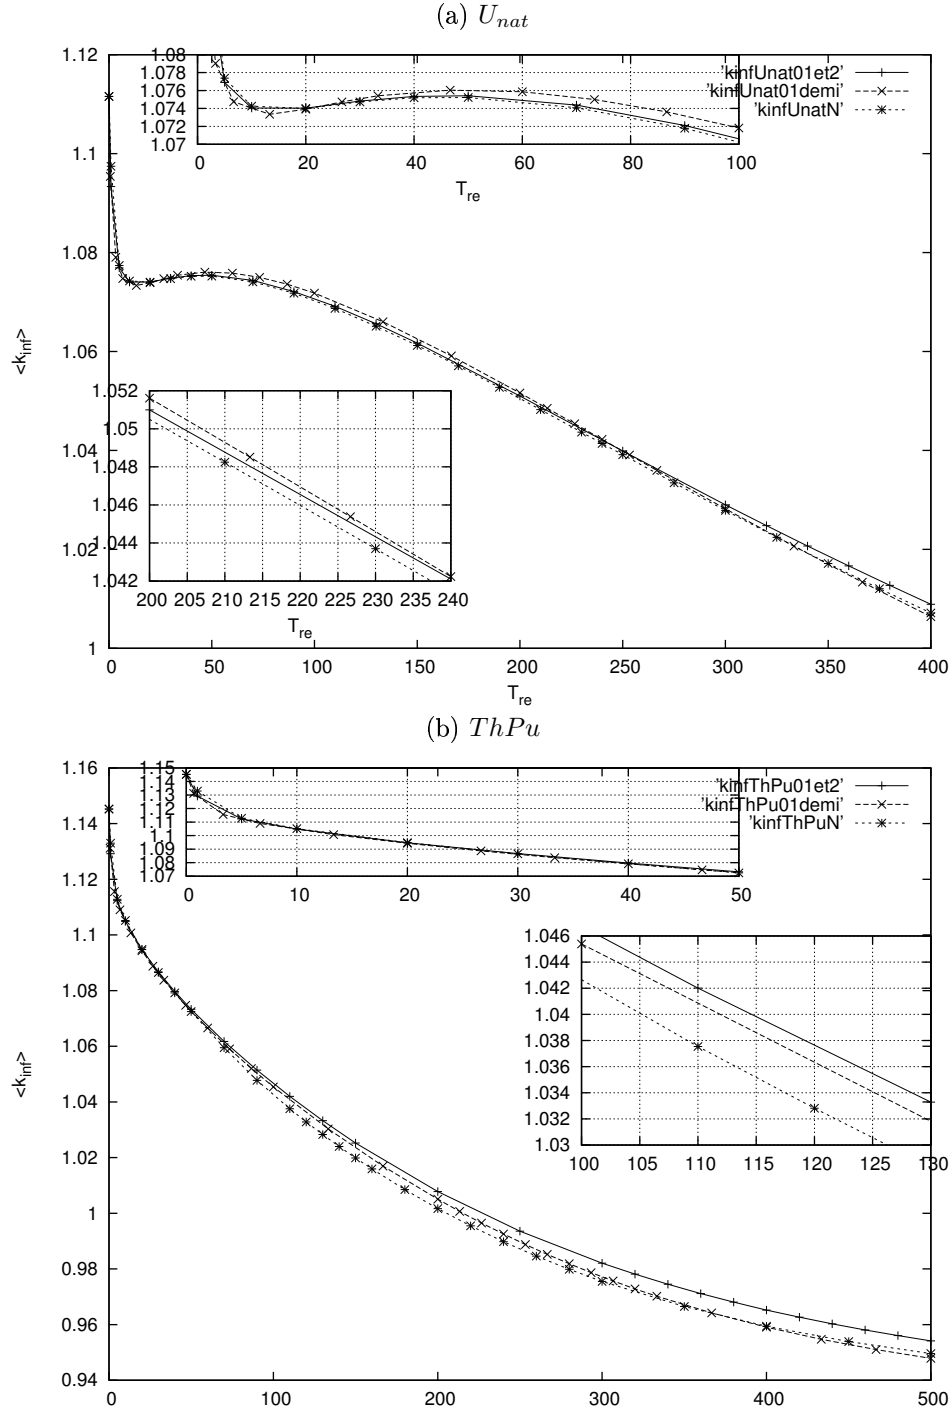 (a) U_nat
1.12
1.1
1.08
1.06
1.04
1.02
1
<k_inf>
0 50 100 150 200 250 300 350 400
T_re
'kinfUnat01et2'
'kinfUnat01demi'
'kinfUnatN'
1.08
1.078
1.076
1.074
1.072
1.07
0 20 40 60 80 100
T_re
1.052
1.05
1.048
1.046
1.044
1.042
200 205 210 215 220 225 230 235 240
T_re
(b) ThPu
1.16
1.14
1.12
1.1
1.08
1.06
1.04
1.02
1
0.98
0.96
0.94
<k_inf>
0 100 200 300 400 500
'kinfThPu01et2'
'kinfThPu01demi'
'kinfThPuN'
1.15
1.14
1.13
1.12
1.11
1.1
1.09
1.08
1.07
0 10 20 30 40 50
1.046
1.044
1.042
1.04
1.038
1.036
1.034
1.032
1.03
100 105 110 115 120 125 130